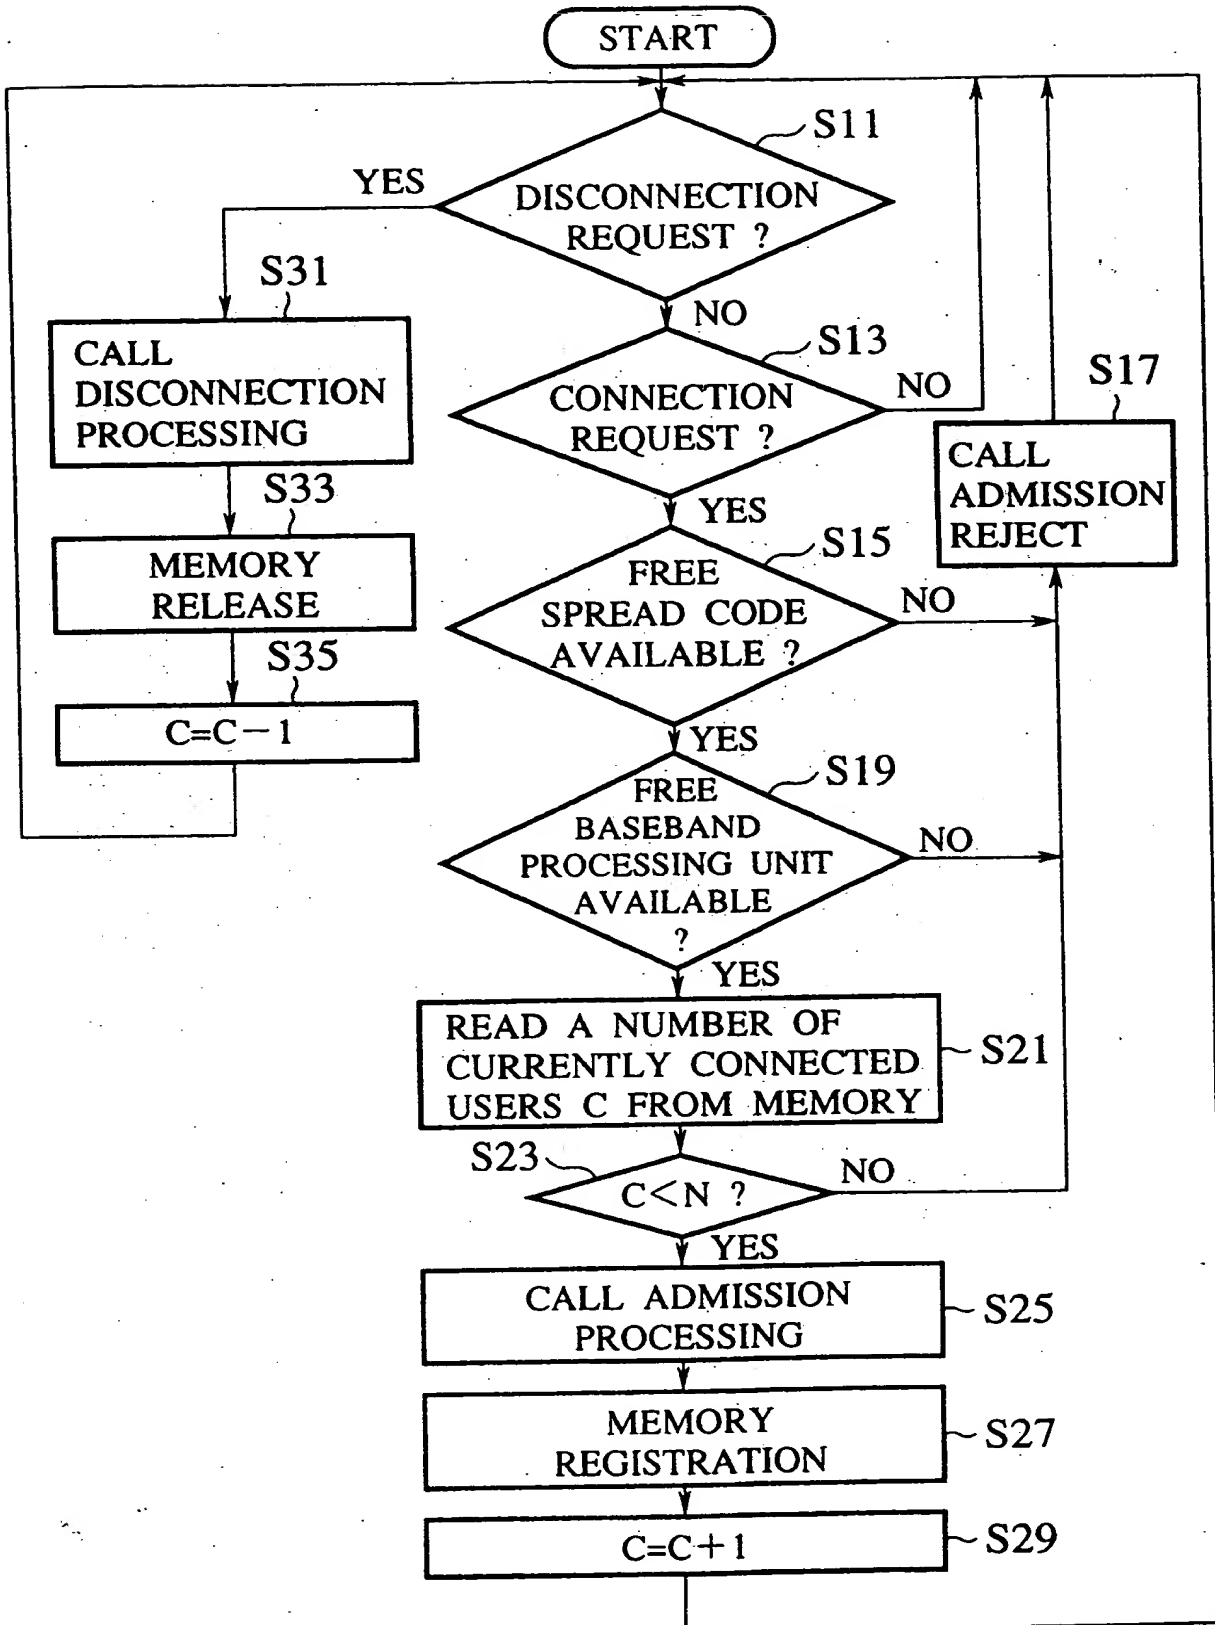 START
S11
YES
DISCONNECTION
REQUEST ?
S31
NO
CALL
DISCONNECTION
PROCESSING
S13
CONNECTION
REQUEST ?
NO
S17
CALL
ADMISSION
REJECT
S33
YES
MEMORY
RELEASE
S15
FREE
SPREAD CODE
AVAILABLE ?
NO
S35
C=C-1
YES
S19
FREE
BASEBAND
PROCESSING UNIT
AVAILABLE
?
NO
YES
READ A NUMBER OF
CURRENTLY CONNECTED
USERS C FROM MEMORY
S21
S23
C<N ?
NO
YES
CALL ADMISSION
PROCESSING
S25
MEMORY
REGISTRATION
S27
C=C+1
S29